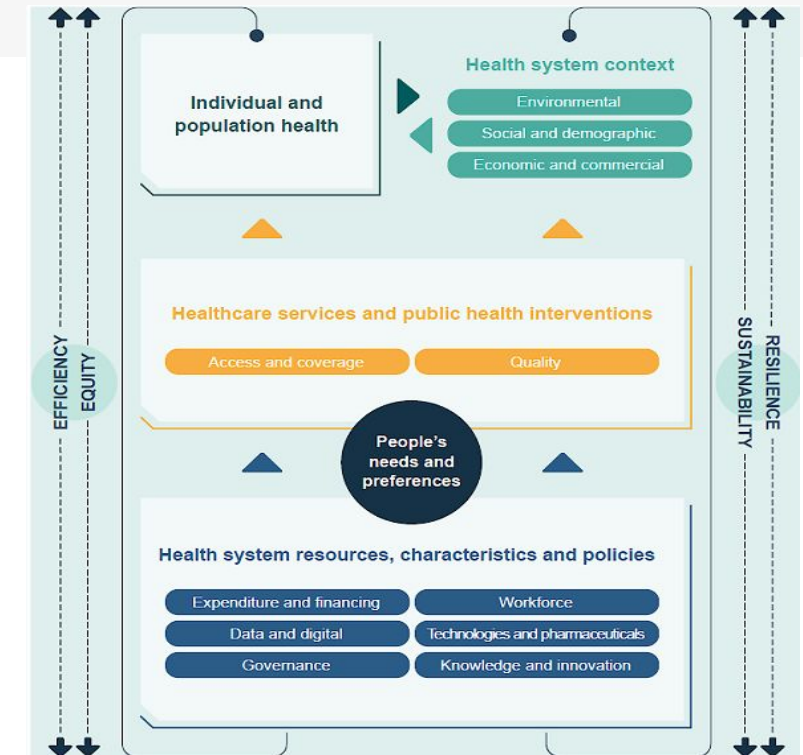 Individual and
population health
Health system context
Environmental
Social and demographic
Economic and commercial
Healthcare services and public health interventions
Access and coverage
Quality
People's
needs and
preferences
Health system resources, characteristics and policies
Expenditure and financing
Workforce
Data and digital
Technologies and pharmaceuticals
Governance
Knowledge and innovation
EFFICIENCY
EQUITY
SUSTAINABILITY
RESILIENCE